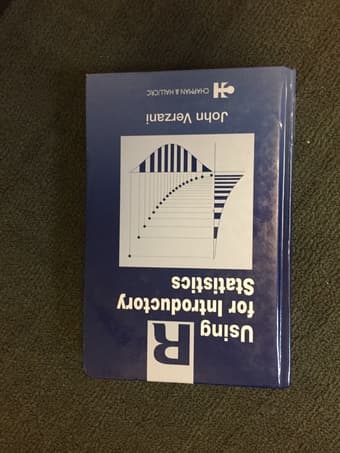 Using R
for Introductory
Statistics
John Verzani
CHAPMAN & HALL/CRC